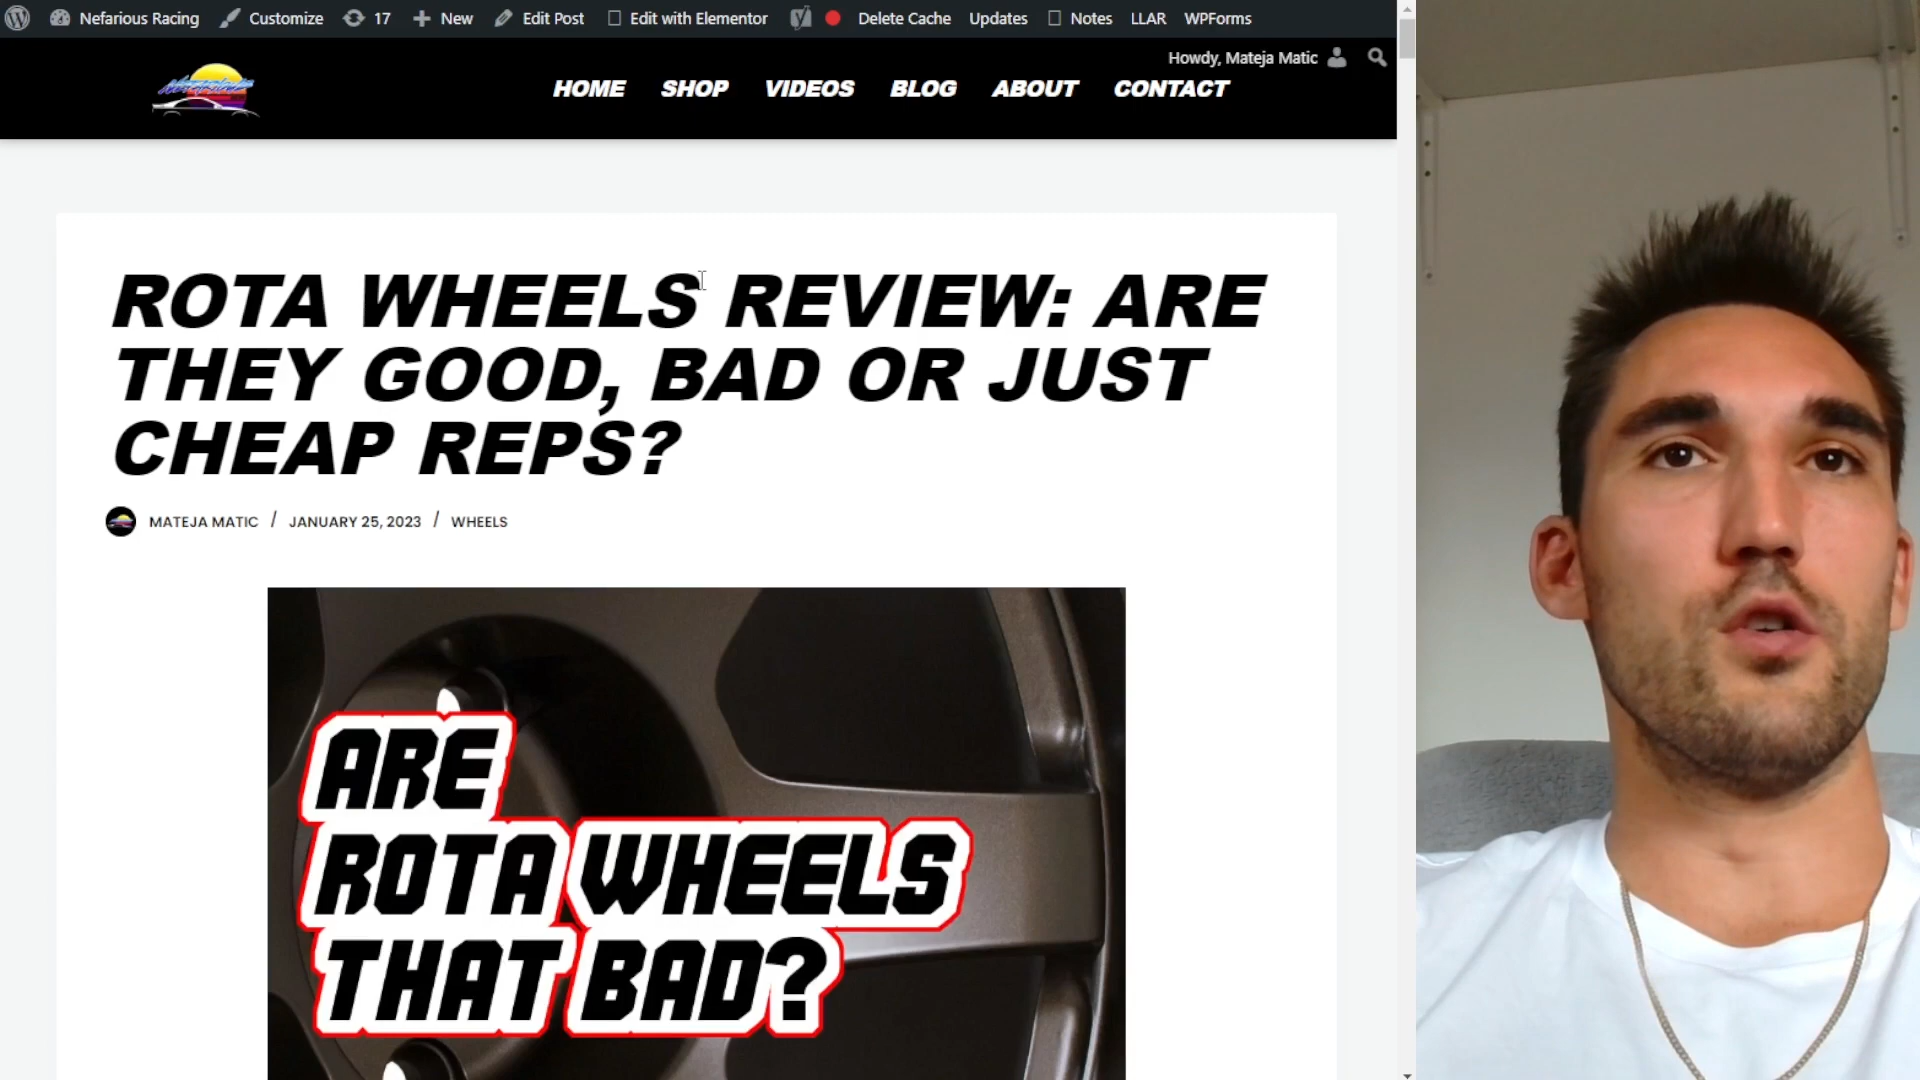 Nefarious Racing Customize 17 New Edit Post Edit with Elementor Delete Cache Updates Notes LLAR WPForms
Howdy, Mateja Matic
HOME SHOP VIDEOS BLOG ABOUT CONTACT
ROTA WHEELS REVIEW: ARE
THEY GOOD, BAD OR JUST
CHEAP REPS?
MATEJA MATIC / JANUARY 25, 2023 / WHEELS
ARE
ROTA WHEELS
THAT BAD?